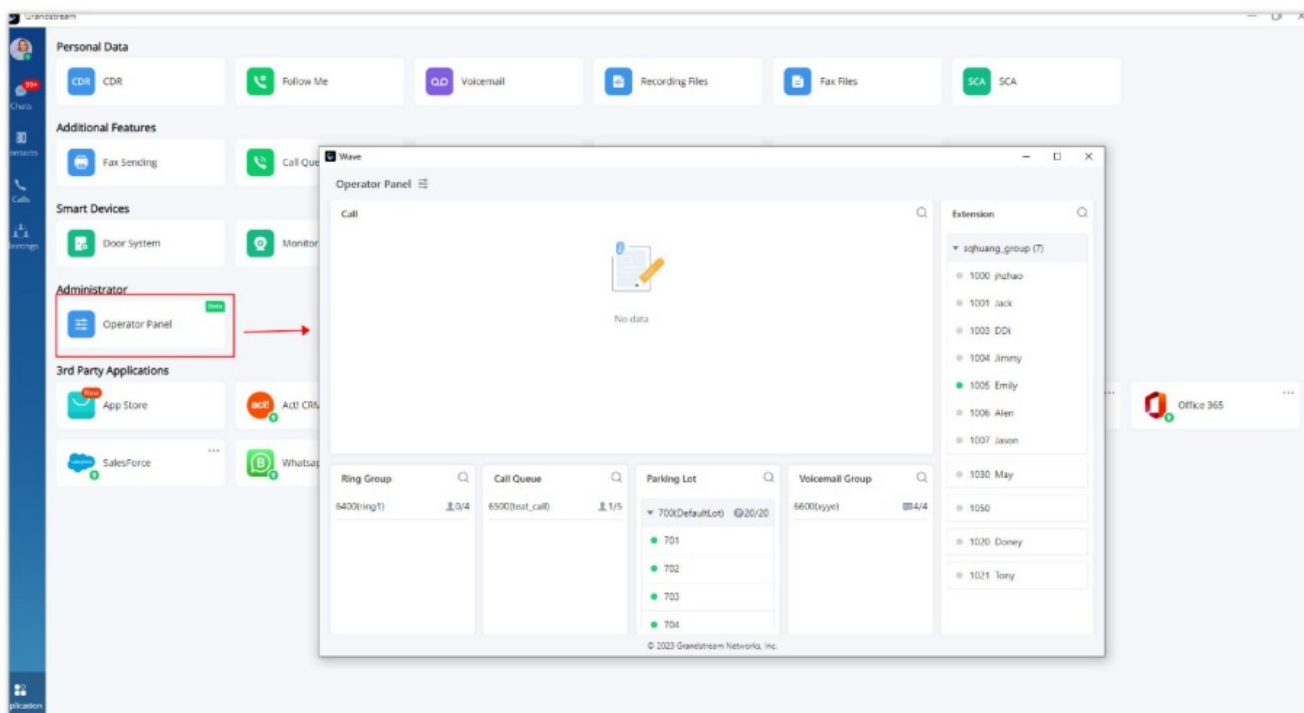 Grandstream
Personal Data
CDR CDR
Follow Me
Voicemail
Recording Files
Fax Files
SCA SCA
99+
Chats
Additional Features
Fax Sending
Call Que
Calls
Smart Devices
Door System
Monitor
Administrator
Beta
Operator Panel
3rd Party Applications
New
App Store
act! Act! CRM
Office 365
SalesForce
Whatsap
plication
Wave
Operator Panel
Call
No data
Extension
sqhuang_group (7)
1000 jhzhao
1001 Jack
1003 DDi
1004 Jimmy
1005 Emily
1006 Alen
1007 Jason
1030 May
1050
1020 Doney
1021 Tony
Ring Group
6400(ring1) 0/4
Call Queue
6500(teat_call) 1/5
Parking Lot
700(DefaultLot) 20/20
701
702
703
704
Voicemail Group
6600(xyye) 4/4
© 2023 Grandstream Networks, Inc.